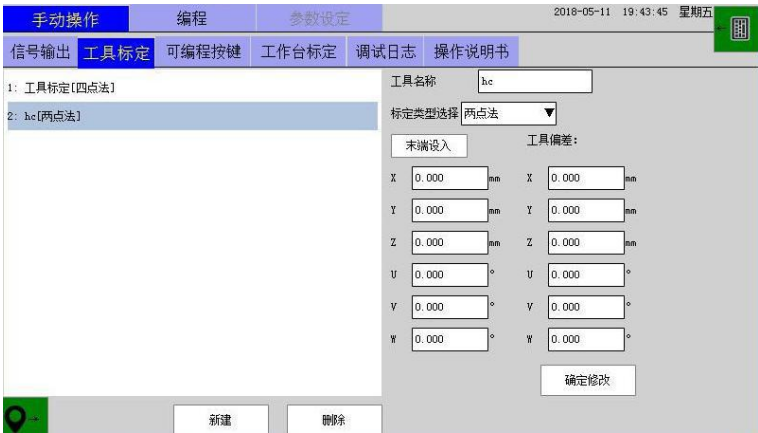 手动操作 编程 参数设定 2018-05-11 19:43:45 星期五
信号输出 工具标定 可编程按键 工作台标定 调试日志 操作说明书
1: 工具标定[四点法]
2: hc[两点法]
工具名称 hc
标定类型选择 两点法
末端设入 工具偏差:
X 0.000 mm X 0.000 mm
Y 0.000 mm Y 0.000 mm
Z 0.000 mm Z 0.000 mm
U 0.000 ° U 0.000 °
V 0.000 ° V 0.000 °
W 0.000 ° W 0.000 °
确定修改
新建 删除